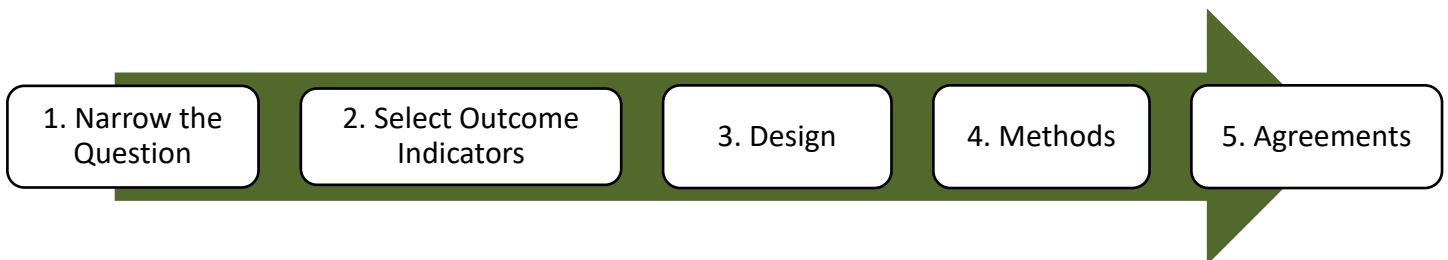 1. Narrow the
Question
2. Select Outcome
Indicators
3. Design
4. Methods
5. Agreements